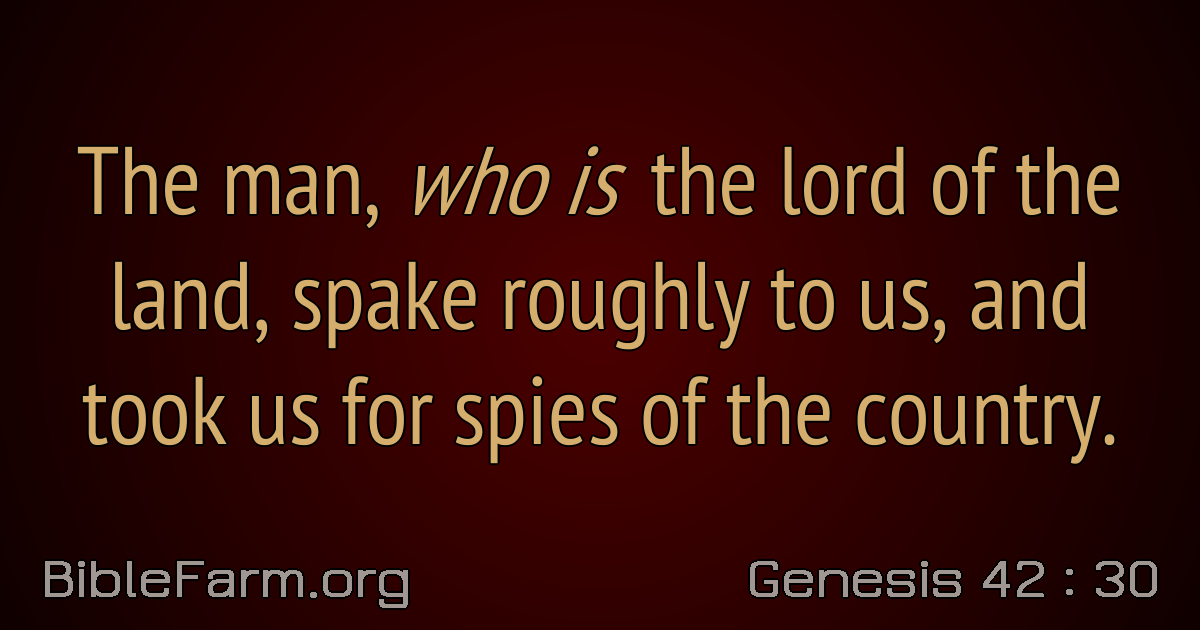 The man, who is the lord of the
land, spake roughly to us, and
took us for spies of the country.
BibleFarm.org
Genesis 42 : 30